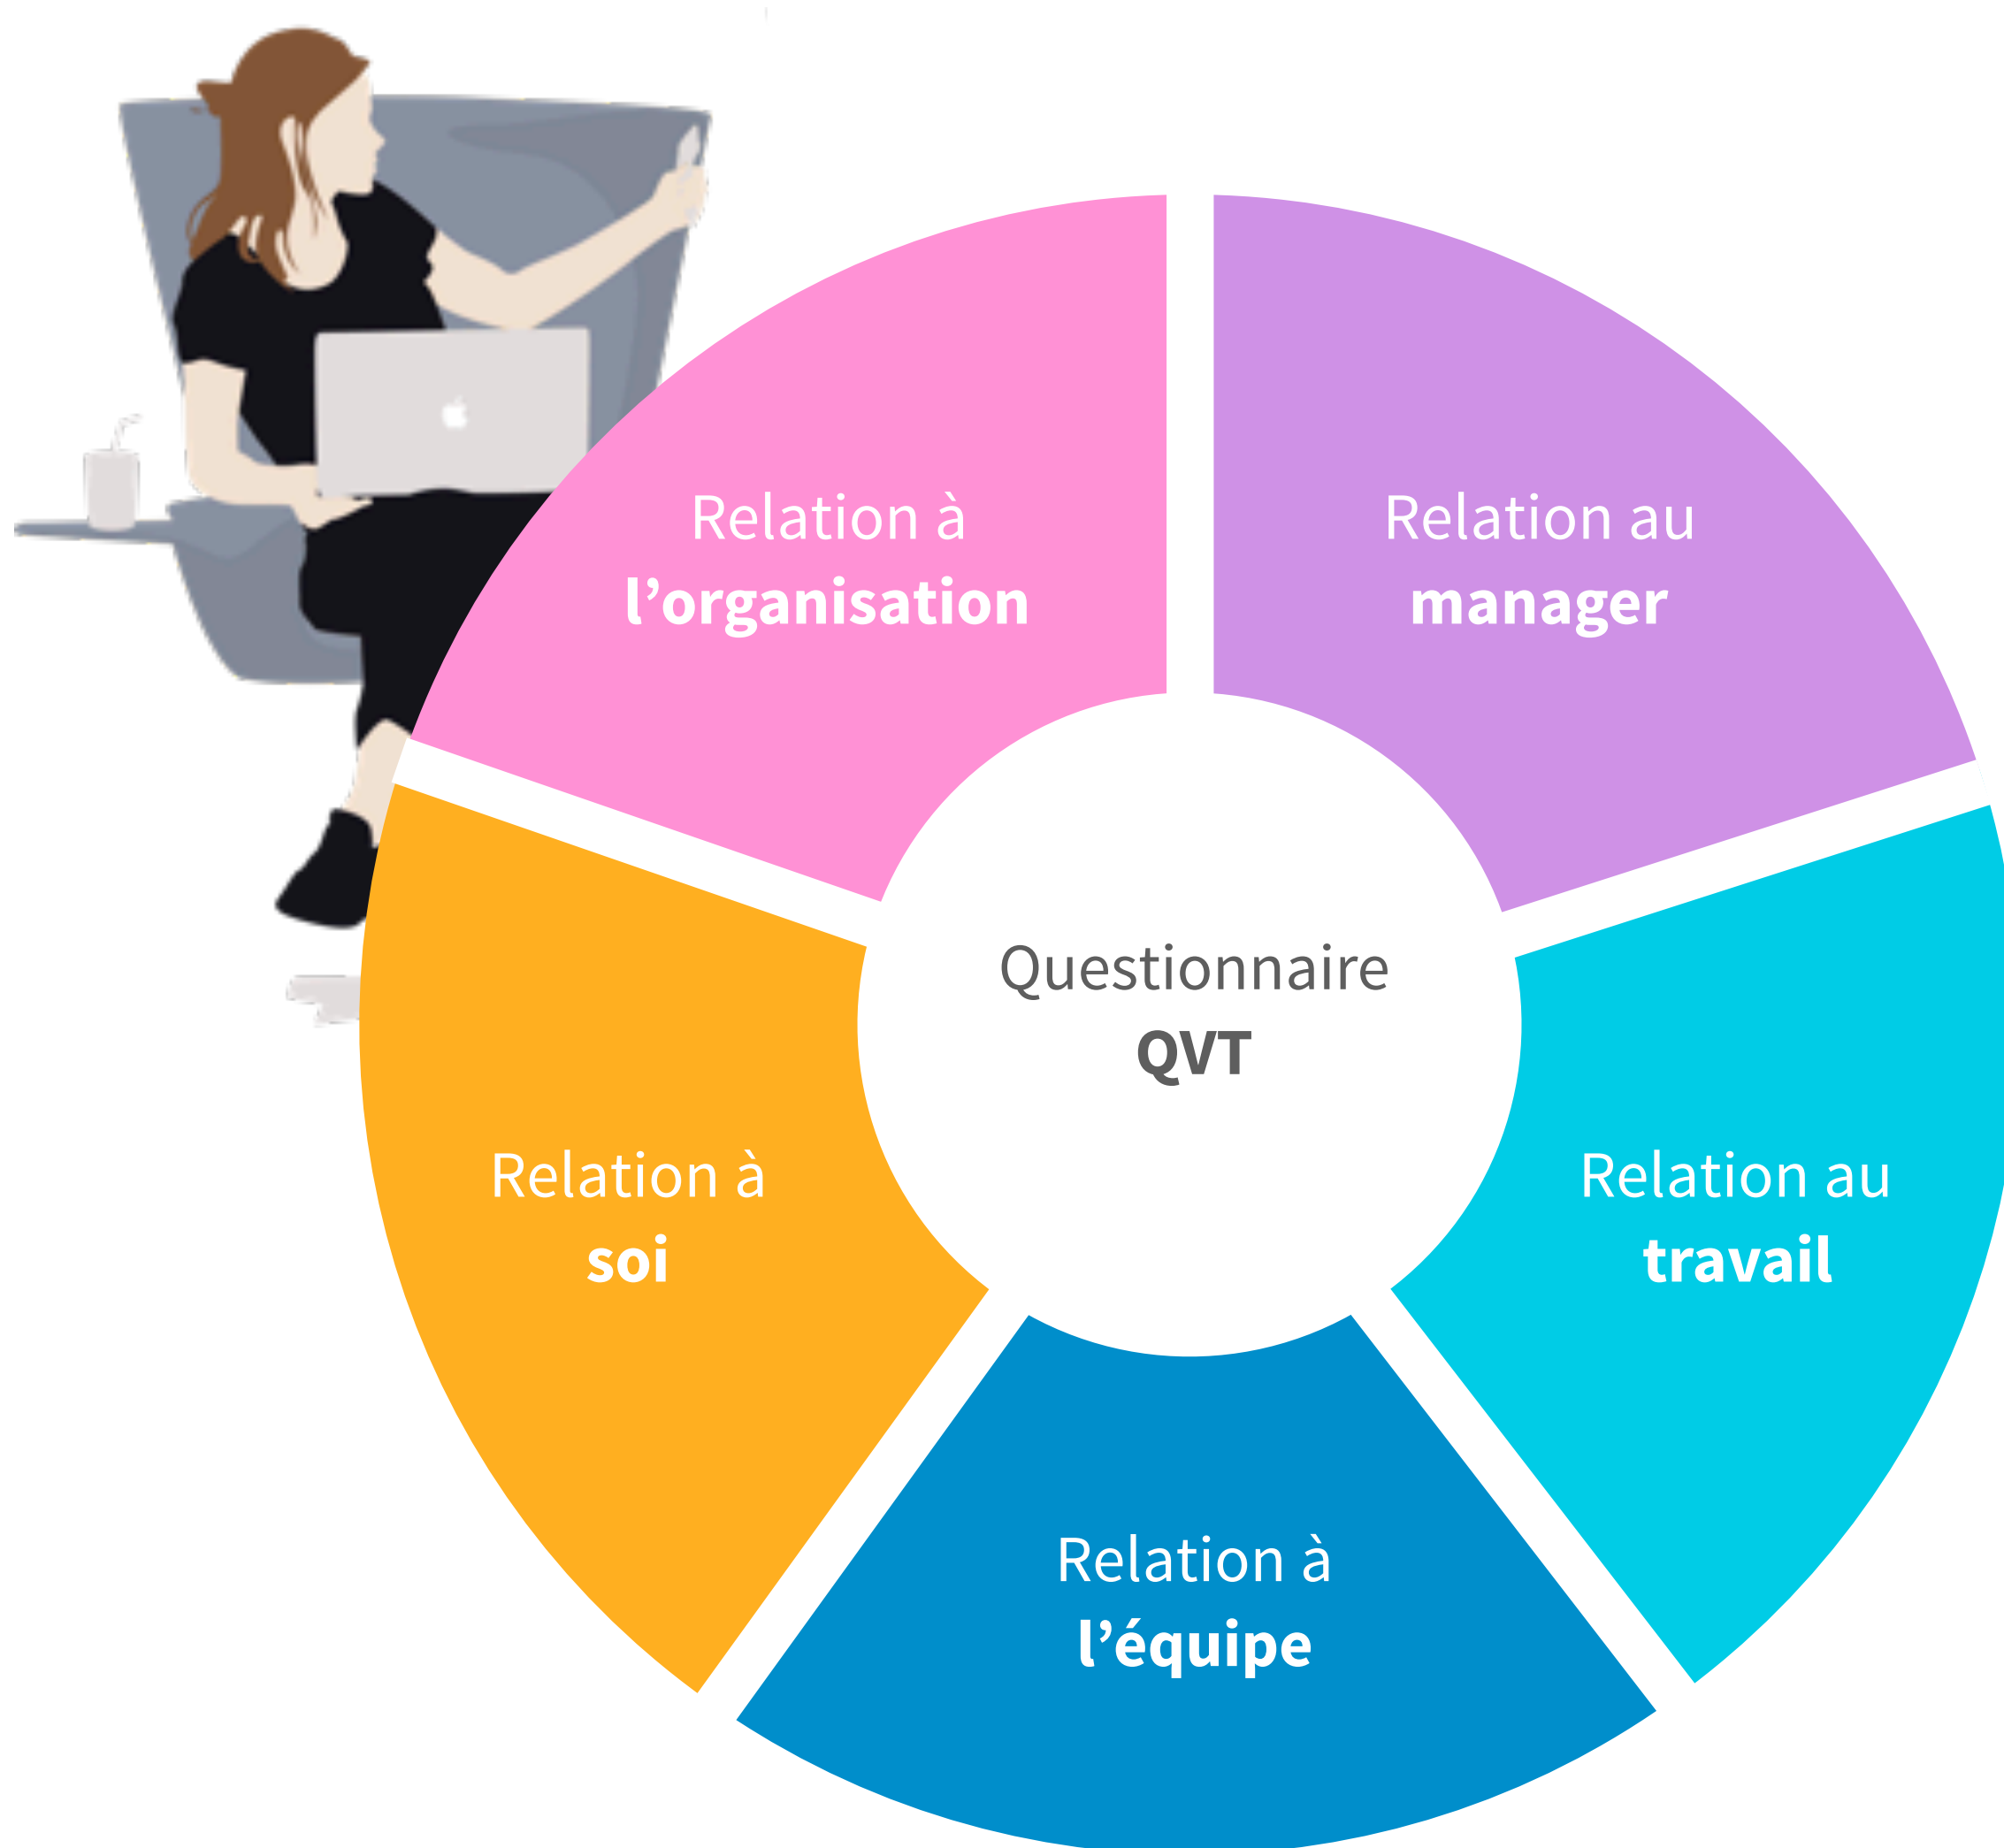 Relation à
l’organisation
Relation au
manager
Questionnaire
QVT
Relation à
soi
Relation au
travail
Relation à
l’équipe